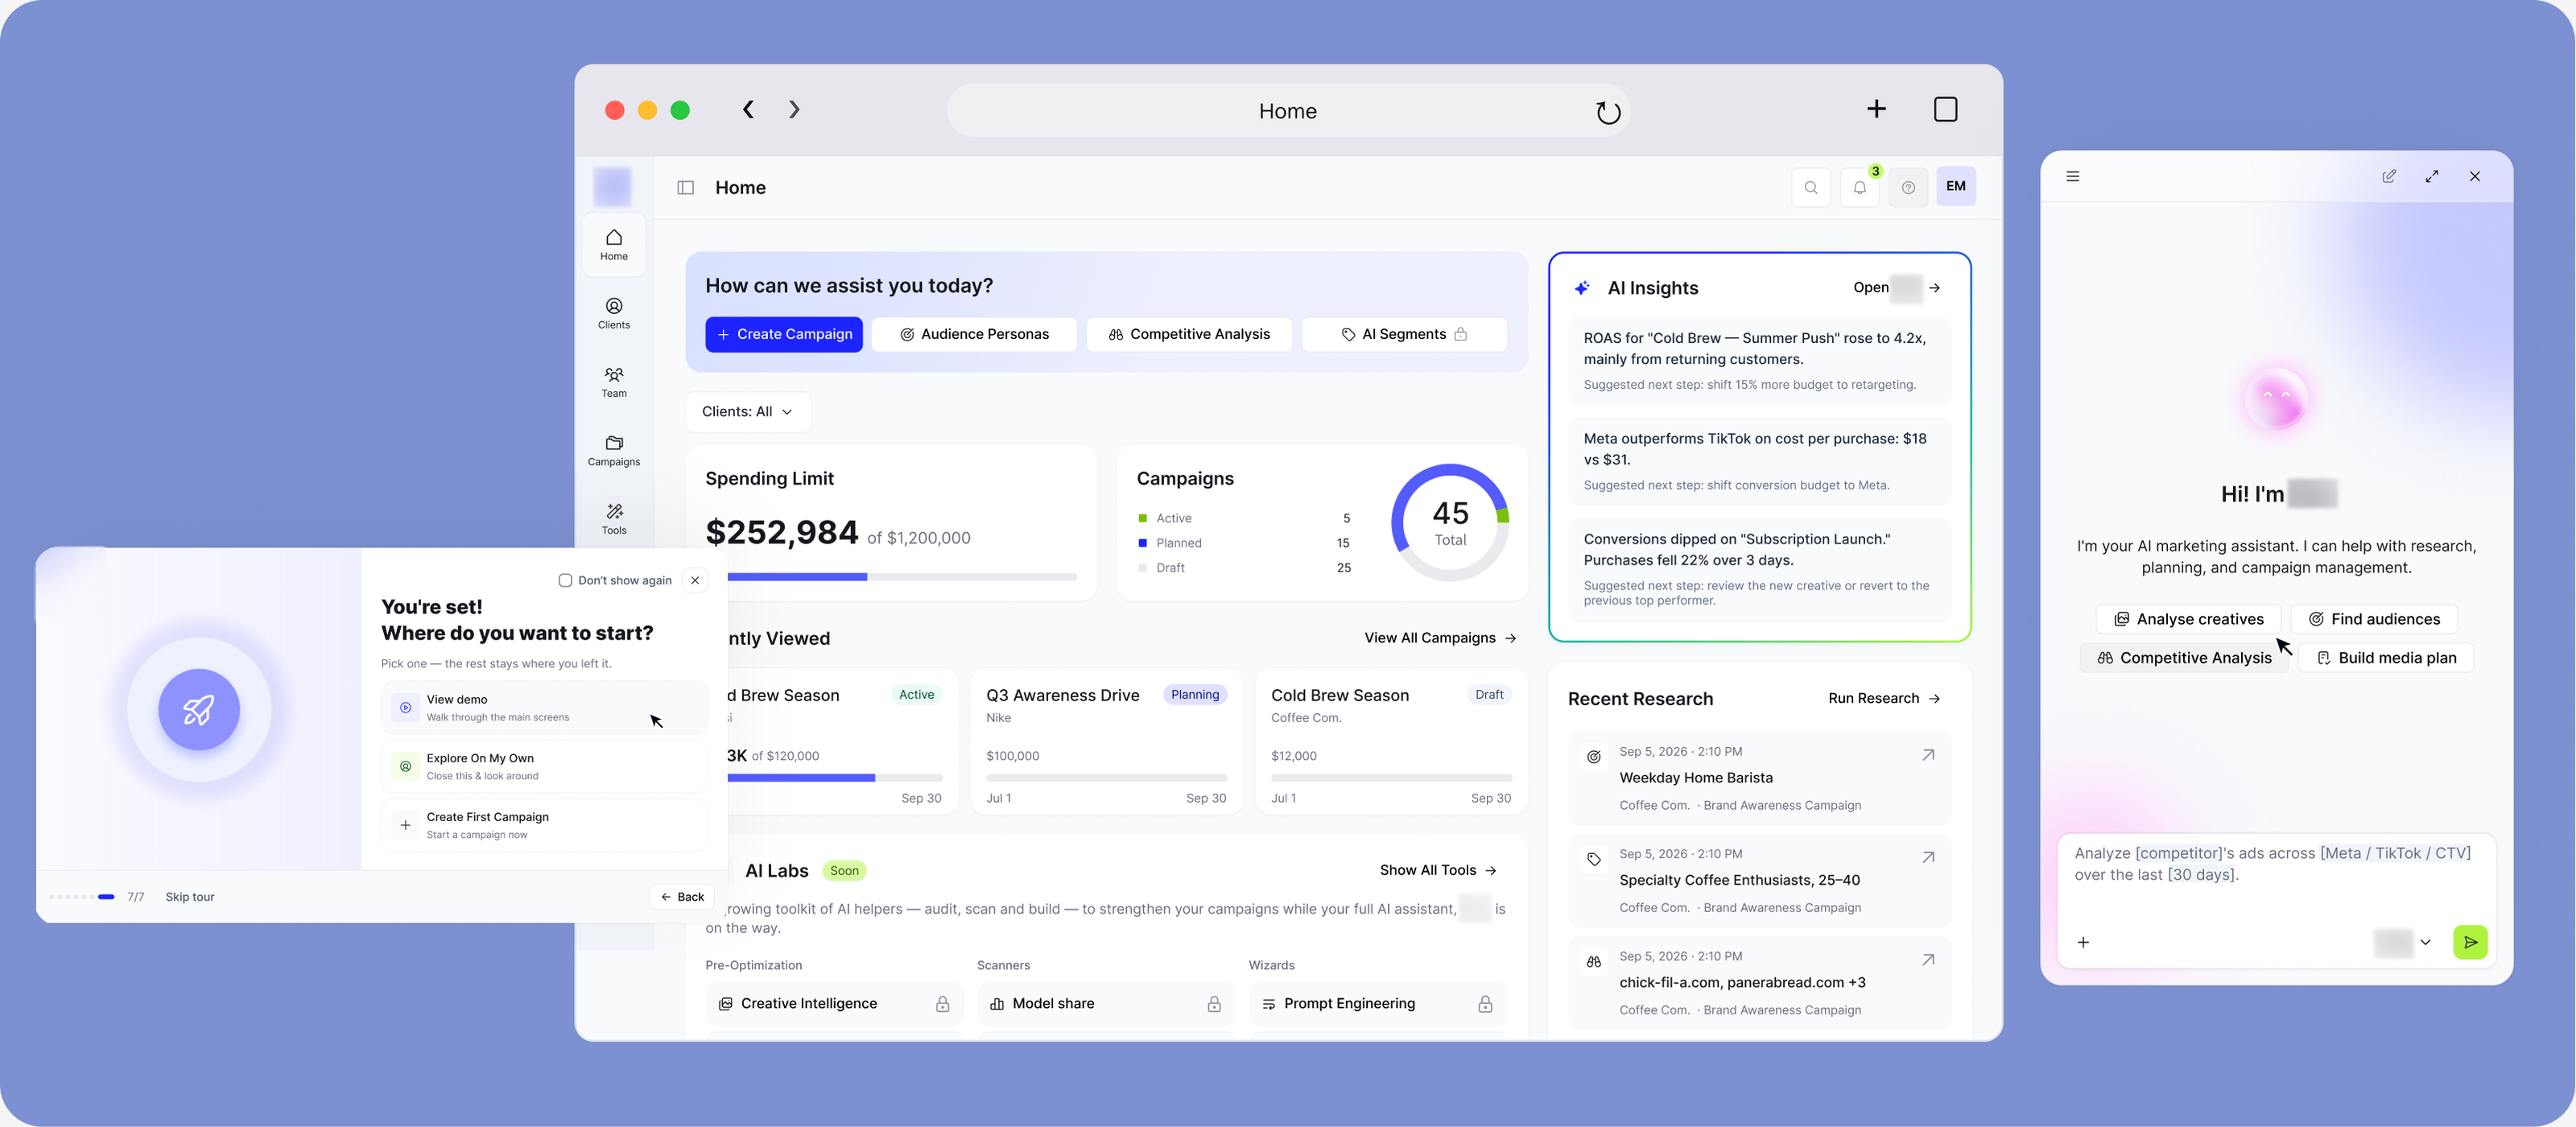 Home
Home
3
EM
Home
Clients
Team
Campaigns
Tools
How can we assist you today?
Create Campaign
Audience Personas
Competitive Analysis
AI Segments
Clients: All
Spending Limit
$252,984 of $1,200,000
Campaigns
Active 5
Planned 15
Draft 25
45
Total
View All Campaigns
ntly Viewed
d Brew Season Active
si
3K of $120,000
Sep 30
Q3 Awareness Drive Planning
Nike
$100,000
Jul 1 Sep 30
Cold Brew Season Draft
Coffee Com.
$12,000
Jul 1 Sep 30
AI Labs Soon
Show All Tools
rowing toolkit of AI helpers — audit, scan and build — to strengthen your campaigns while your full AI assistant, is
on the way.
Pre-Optimization
Creative Intelligence
Scanners
Model share
Wizards
Prompt Engineering
AI Insights
Open
ROAS for "Cold Brew — Summer Push" rose to 4.2x,
mainly from returning customers.
Suggested next step: shift 15% more budget to retargeting.
Meta outperforms TikTok on cost per purchase: $18
vs $31.
Suggested next step: shift conversion budget to Meta.
Conversions dipped on "Subscription Launch."
Purchases fell 22% over 3 days.
Suggested next step: review the new creative or revert to the
previous top performer.
Recent Research
Run Research
Sep 5, 2026 · 2:10 PM
Weekday Home Barista
Coffee Com. · Brand Awareness Campaign
Sep 5, 2026 · 2:10 PM
Specialty Coffee Enthusiasts, 25–40
Coffee Com. · Brand Awareness Campaign
Sep 5, 2026 · 2:10 PM
chick-fil-a.com, panerabread.com +3
Coffee Com. · Brand Awareness Campaign
Don't show again
You're set!
Where do you want to start?
Pick one — the rest stays where you left it.
View demo
Walk through the main screens
Explore On My Own
Close this & look around
Create First Campaign
Start a campaign now
7/7
Skip tour
Back
Hi! I'm
I'm your AI marketing assistant. I can help with research,
planning, and campaign management.
Analyse creatives
Find audiences
Competitive Analysis
Build media plan
Analyze [competitor]'s ads across [Meta / TikTok / CTV]
over the last [30 days].